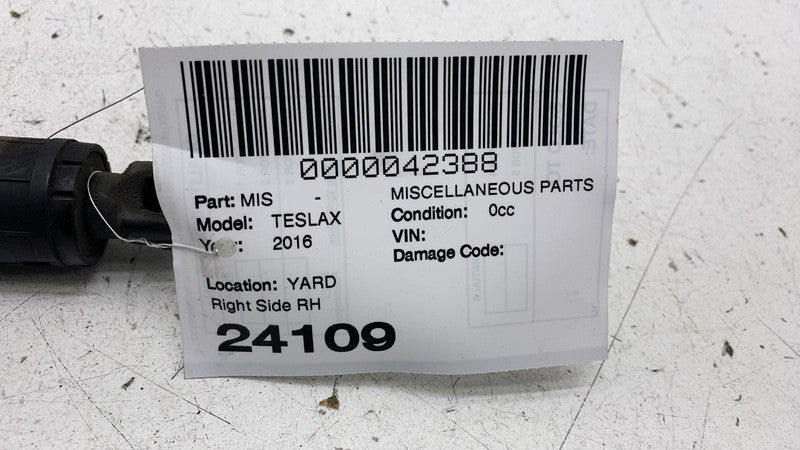 0000042388
Part: MIS - MISCELLANEOUS PARTS
Model: TESLAX Condition: 0cc
Year: 2016 VIN:
Damage Code:
Location: YARD
Right Side RH
24109